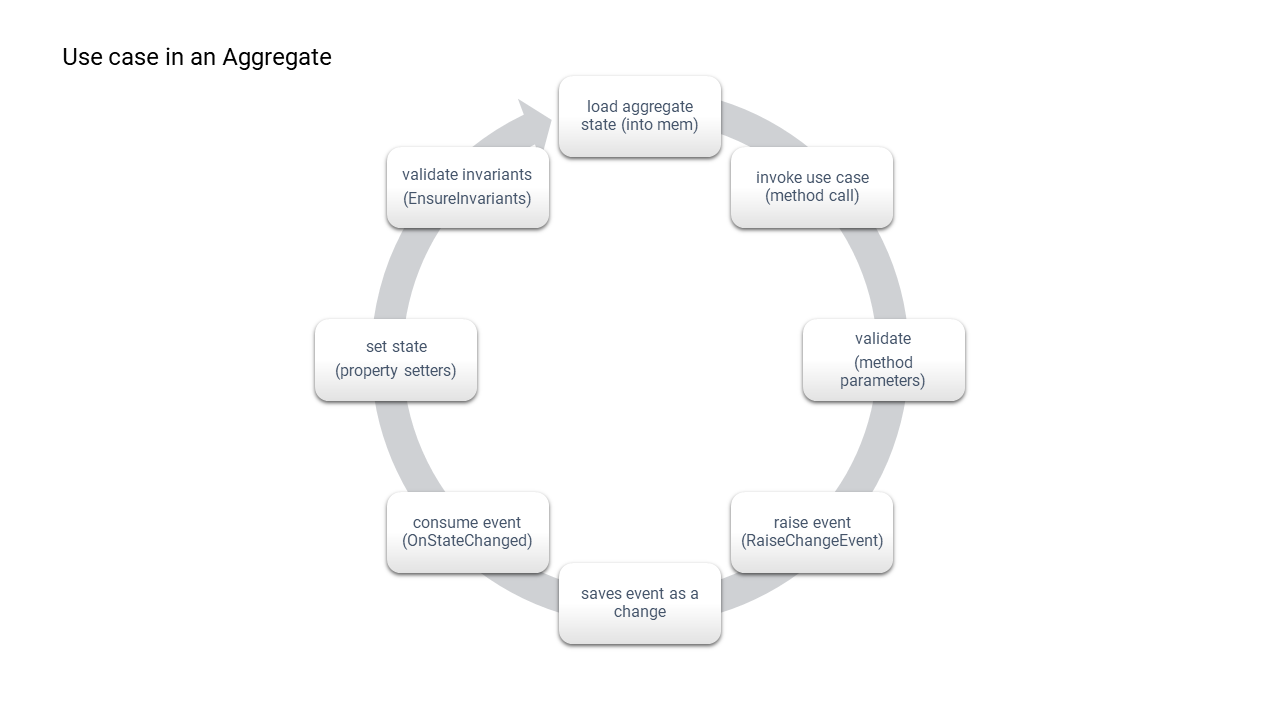 Use case in an Aggregate
load aggregate
state (into mem)
invoke use case
(method call)
validate
(method
parameters)
raise event
(RaiseChangeEvent)
saves event as a
change
consume event
(OnStateChanged)
set state
(property setters)
validate invariants
(EnsureInvariants)